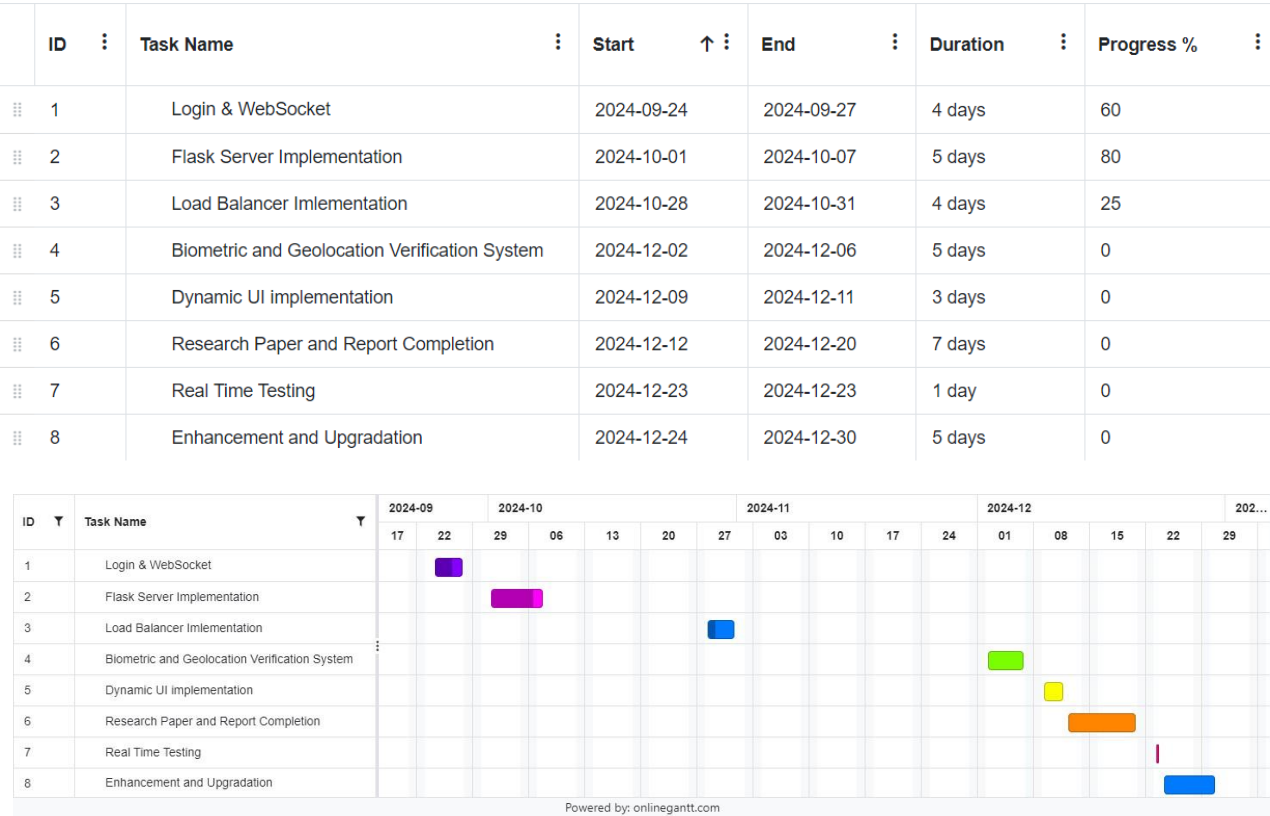 ID Task Name Start End Duration Progress %
1 Login & WebSocket 2024-09-24 2024-09-27 4 days 60
2 Flask Server Implementation 2024-10-01 2024-10-07 5 days 80
3 Load Balancer Imlementation 2024-10-28 2024-10-31 4 days 25
4 Biometric and Geolocation Verification System 2024-12-02 2024-12-06 5 days 0
5 Dynamic UI implementation 2024-12-09 2024-12-11 3 days 0
6 Research Paper and Report Completion 2024-12-12 2024-12-20 7 days 0
7 Real Time Testing 2024-12-23 2024-12-23 1 day 0
8 Enhancement and Upgradation 2024-12-24 2024-12-30 5 days 0
2024-09 2024-10 2024-11 2024-12 202...
ID Task Name
17 22 29 06 13 20 27 03 10 17 24 01 08 15 22 29
1 Login & WebSocket
2 Flask Server Implementation
3 Load Balancer Imlementation
4 Biometric and Geolocation Verification System
5 Dynamic UI implementation
6 Research Paper and Report Completion
7 Real Time Testing
8 Enhancement and Upgradation
Powered by: onlinegantt.com